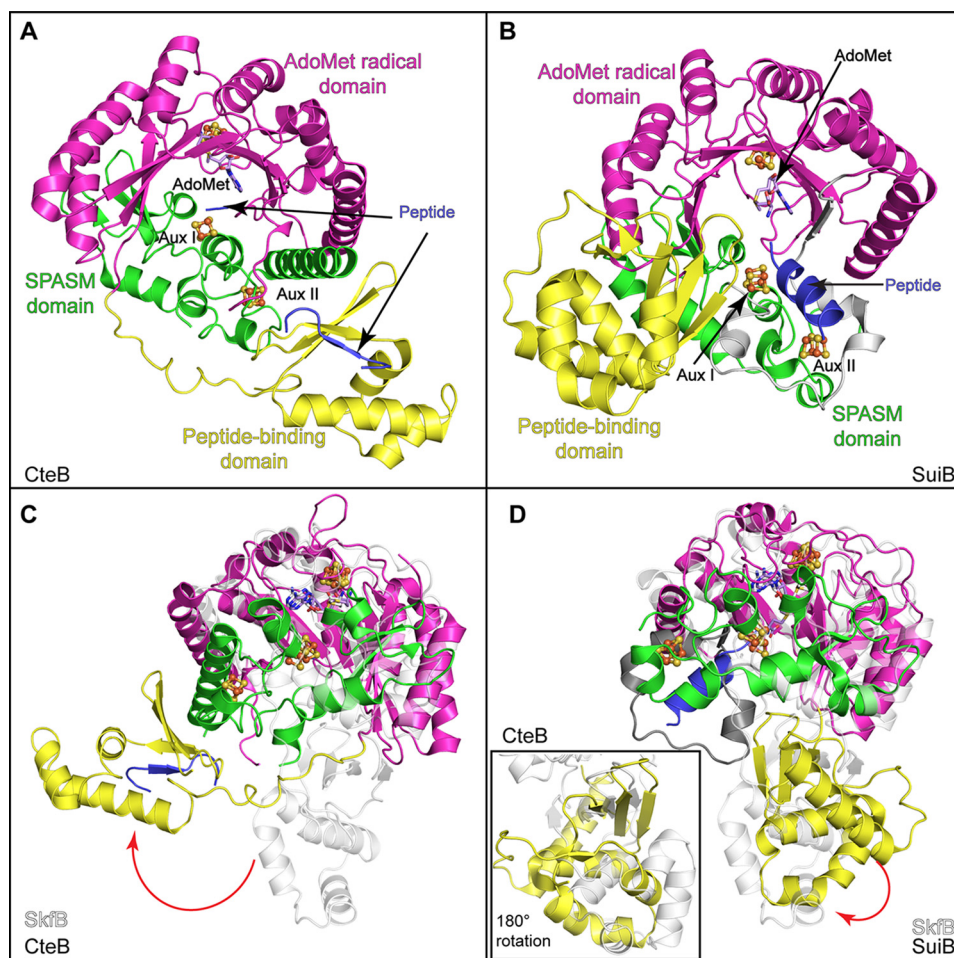 A
AdoMet radical
domain
AdoMet
Peptide
Aux I
SPASM
domain
Aux II
Peptide-binding
domain
CteB
B
AdoMet
AdoMet radical
domain
Peptide
Aux I
Aux II
Peptide-binding
domain
SPASM
domain
SuiB
C
SkfB
CteB
D
CteB
180°
rotation
SkfB
SuiB